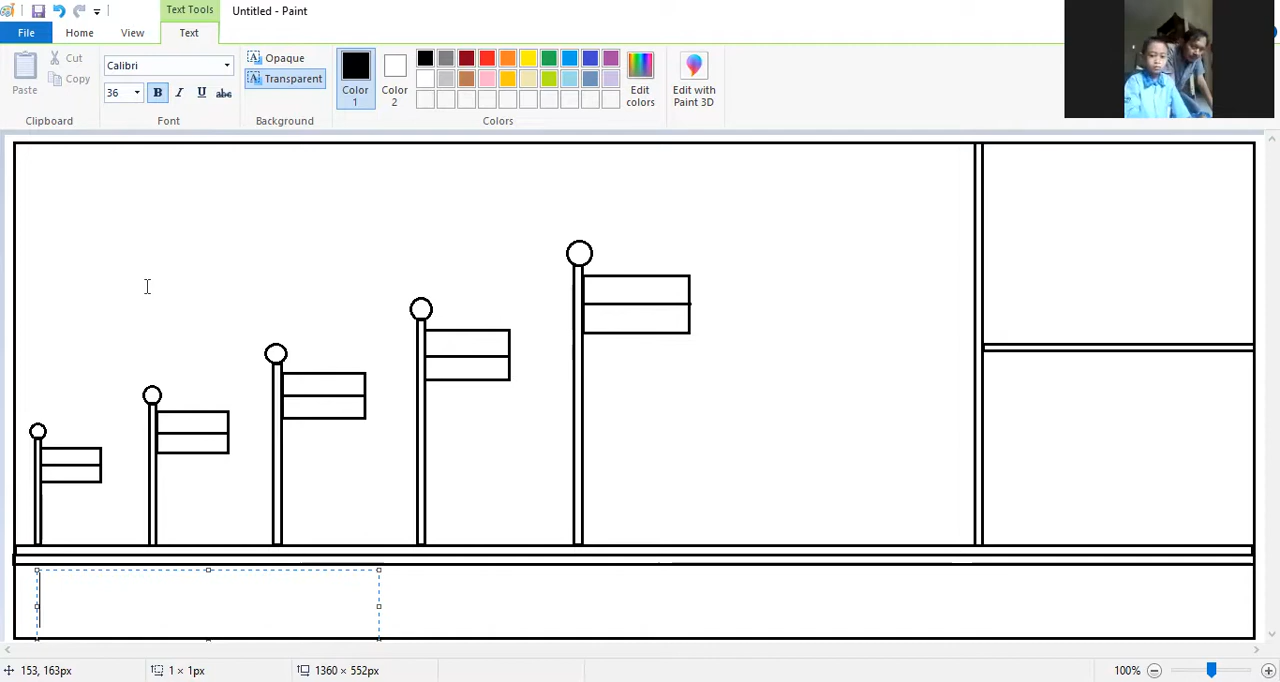 Text Tools
Untitled - Paint
File
Home
View
Text
Paste
Cut
Copy
Clipboard
Calibri
36
B
I
U
abc
Font
Opaque
Transparent
Background
Color 1
Color 2
Edit colors
Colors
Edit with Paint 3D
153, 163px
1 × 1px
1360 × 552px
100%